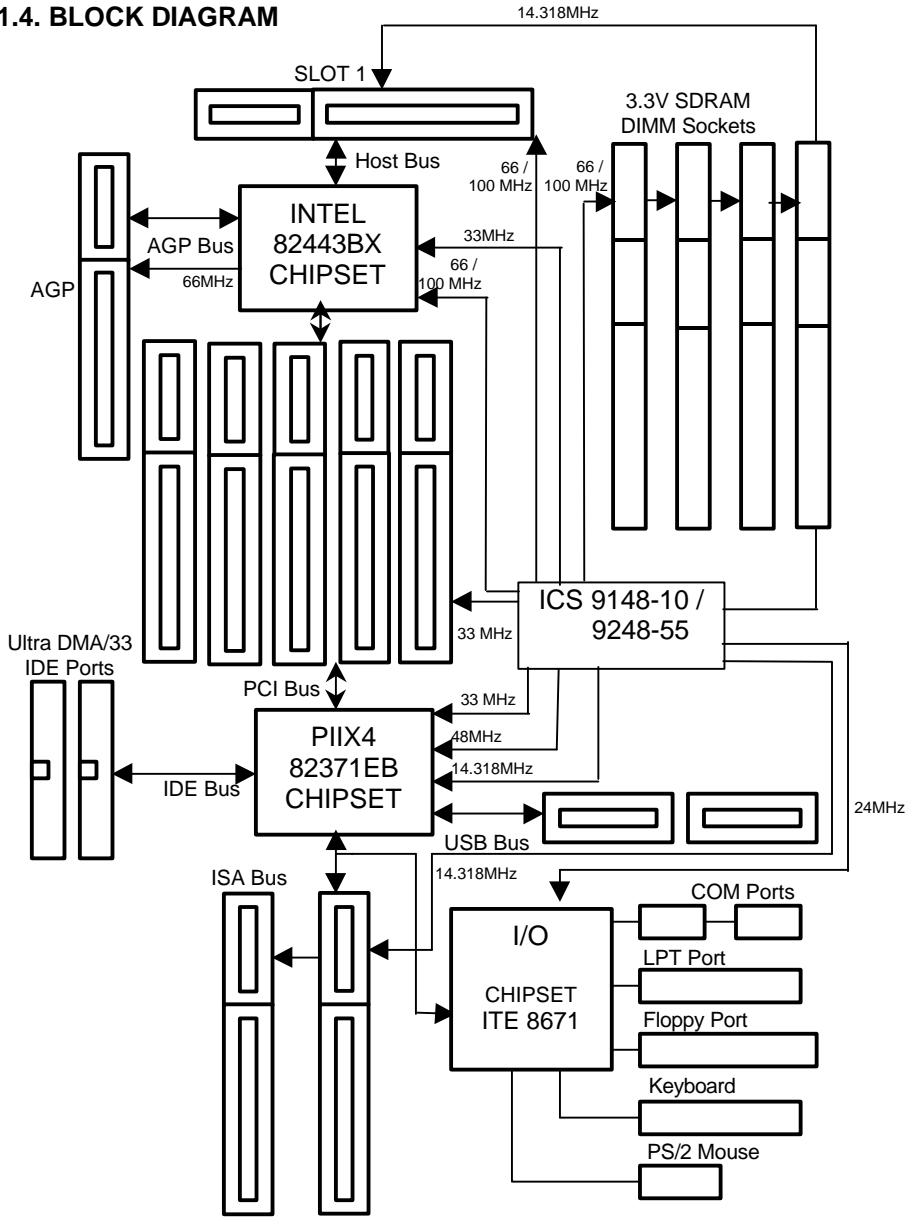 1.4. BLOCK DIAGRAM
14.318MHz
SLOT 1
3.3V SDRAM
DIMM Sockets
Host Bus
66 /
100 MHz
66 /
100 MHz
INTEL
82443BX
CHIPSET
AGP Bus
33MHz
66MHz
66 /
100 MHz
AGP
ICS 9148-10 /
9248-55
33 MHz
Ultra DMA/33
IDE Ports
PCI Bus
33 MHz
PIIX4
82371EB
CHIPSET
48MHz
14.318MHz
IDE Bus
24MHz
USB Bus
14.318MHz
ISA Bus
COM Ports
I/O
CHIPSET
ITE 8671
LPT Port
Floppy Port
Keyboard
PS/2 Mouse